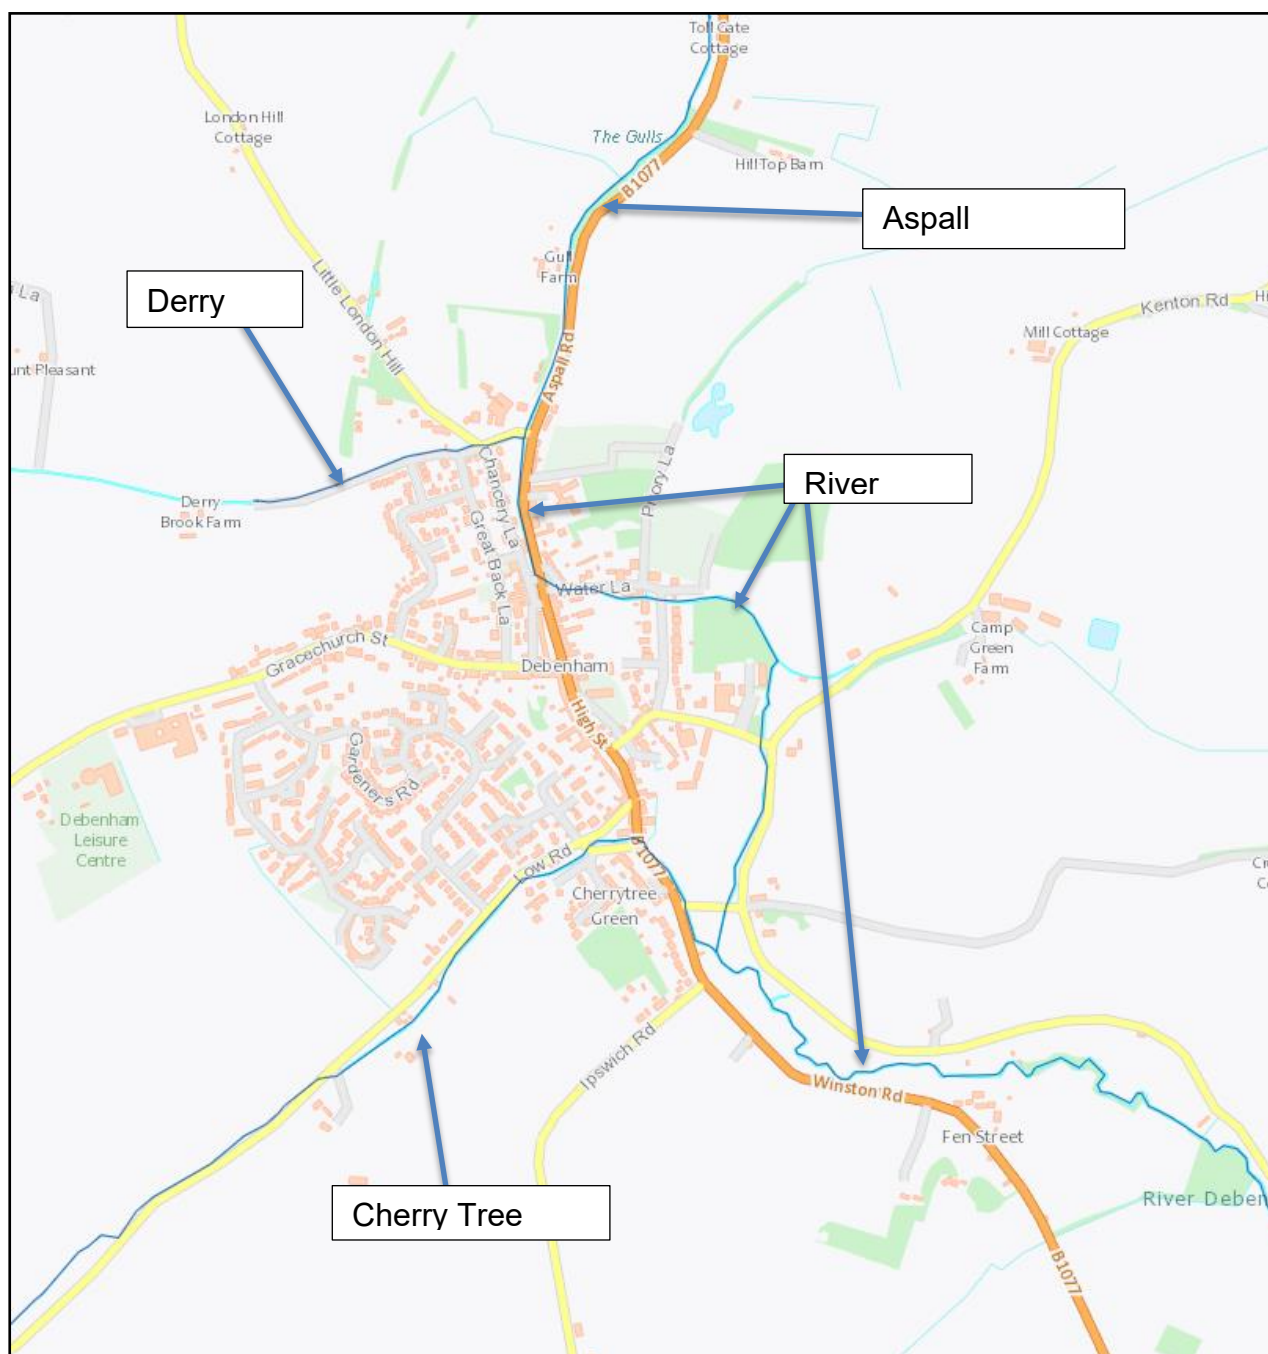 Toll Gate
Cottage
London Hill
Cottage
The Gulls
Hill Top Barn
B1077
Aspall
Gull
Farm
Little London Hill
Derry
La
Kenton Rd
Mill Cottage
unt Pleasant
Aspall Rd
Chancery La
Priory La
River
Derry
Brook Farm
Great Back La
Water La
Gracechurch St
Debenham
Camp
Green
Farm
High St
Gardeners Rd
Debenham
Leisure
Centre
B1077
Low Rd
Cherrytree
Green
Ipswich Rd
Winston Rd
Fen Street
River Deben
Cherry Tree
B1077